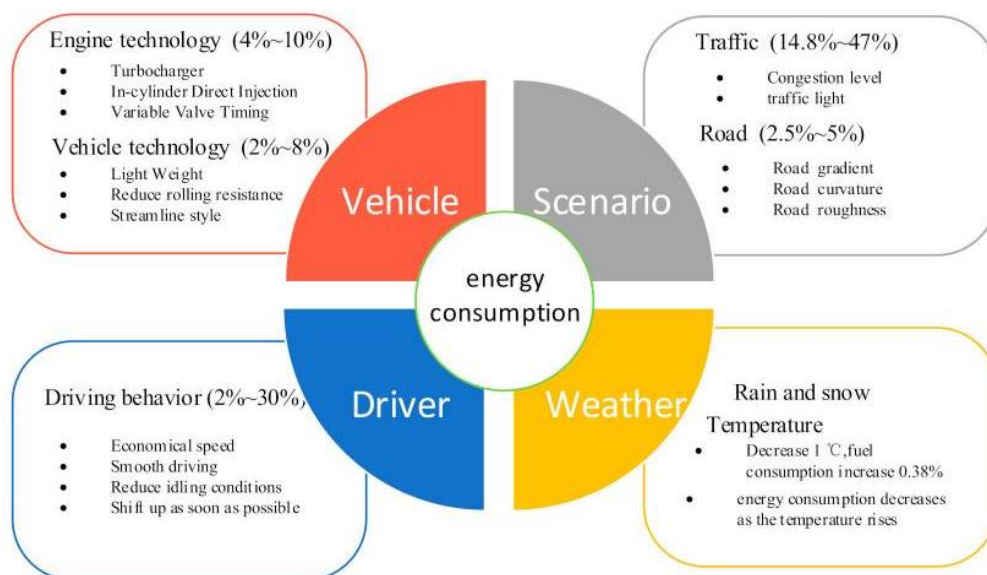 Engine technology (4%~10%)
• Turbocharger
• In-cylinder Direct Injection
• Variable Valve Timing
Vehicle technology (2%~8%)
• Light Weight
• Reduce rolling resistance
• Streamline style
Traffic (14.8%~47%)
• Congestion level
• traffic light
Road (2.5%~5%)
• Road gradient
• Road curvature
• Road roughness
Vehicle
Scenario
energy
consumption
Driver
Weather
Driving behavior (2%~30%)
• Economical speed
• Smooth driving
• Reduce idling conditions
• Shift up as soon as possible
Rain and snow
Temperature
• Decrease 1 ℃,fuel
consumption increase 0.38%
• energy consumption decreases
as the temperature rises